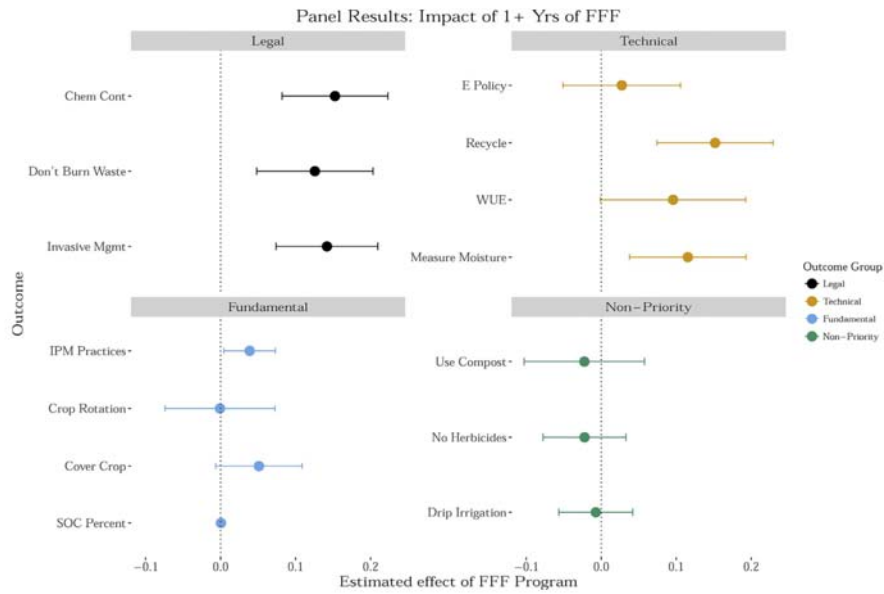 Panel Results: Impact of 1+ Yrs of FFF
Legal
Technical
Chem Cont
Don't Burn Waste
Invasive Mgmt
E Policy
Recycle
WUE
Measure Moisture
Outcome
Fundamental
Non-Priority
IPM Practices
Crop Rotation
Cover Crop
SOC Percent
Use Compost
No Herbicides
Drip Irrigation
-0.1 0.0 0.1 0.2
-0.1 0.0 0.1 0.2
Estimated effect of FFF Program
Outcome Group
Legal
Technical
Fundamental
Non-Priority